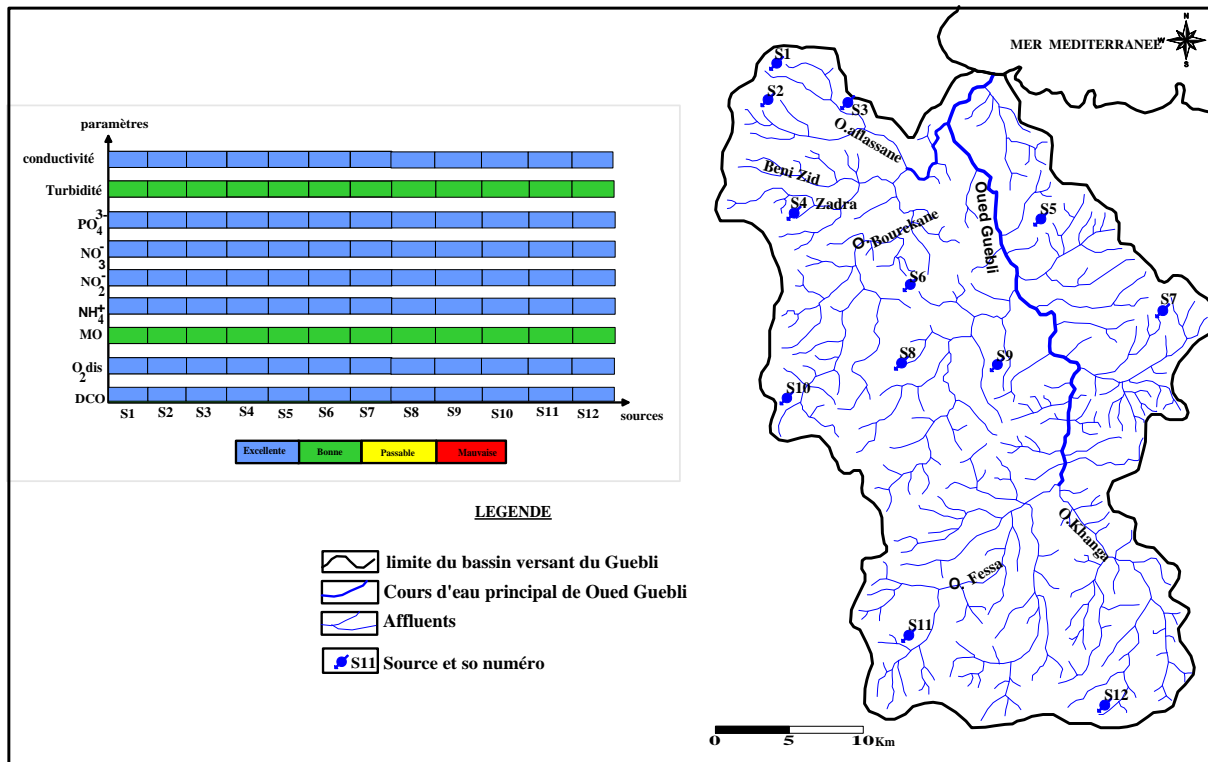 paramètres
conductivité
Turbidité
PO4 3-
NO3 -
NO2 -
NH4 +
MO
O2 dis
DCO
S1 S2 S3 S4 S5 S6 S7 S8 S9 S10 S11 S12 sources
Excellente Bonne Passable Mauvaise
LEGENDE
limite du bassin versant du Guebli
Cours d'eau principal de Oued Guebli
Affluents
S11 Source et so numéro
MER MEDITERRANEE
N
W
S
S1
S2
S3
O.aflassane
Beni Zid
S4 Zadra
O. Bourekane
Oued Guebli
S5
S6
S7
S8
S9
S10
O.Khanga
O. Fessa
S11
S12
0 5 10 Km